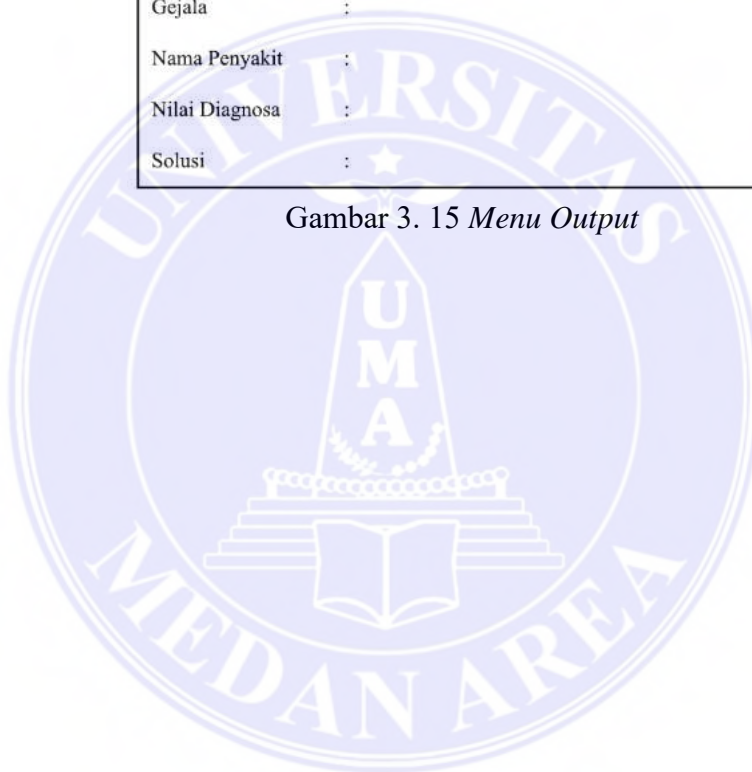 Gejala :
Nama Penyakit :
Nilai Diagnosa :
Solusi :
Gambar 3. 15 Menu Output
UNIVERSITAS
UMA
MEDAN AREA